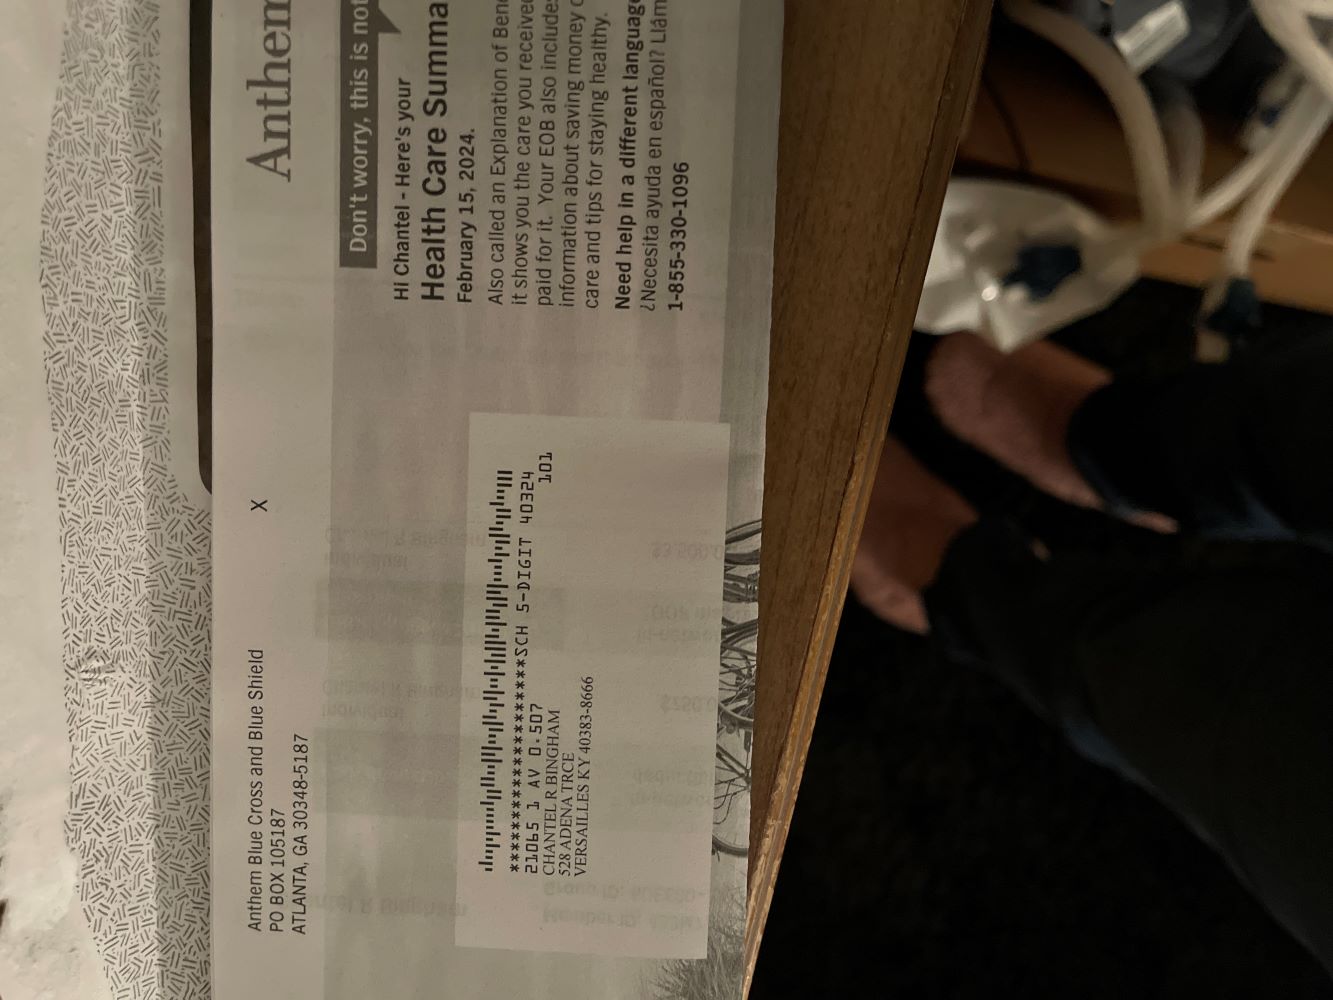 Anthem Blue Cross and Blue Shield
PO BOX 105187
ATLANTA, GA 30348-5187
X
Anthem
Don't worry, this is not
Hi Chantel - Here's your
Health Care Summa
February 15, 2024.
Also called an Explanation of Ben
it shows you the care you received
paid for it. Your EOB also includes
information about saving money o
care and tips for staying healthy.
Need help in a different language
¿Necesita ayuda en español? Llám
1-855-330-1096
********************SCH 5-DIGIT 40324
21065 1 AV 0.507
101
CHANTEL R BINGHAM
528 ADENA TRCE
VERSAILLES KY 40383-8666